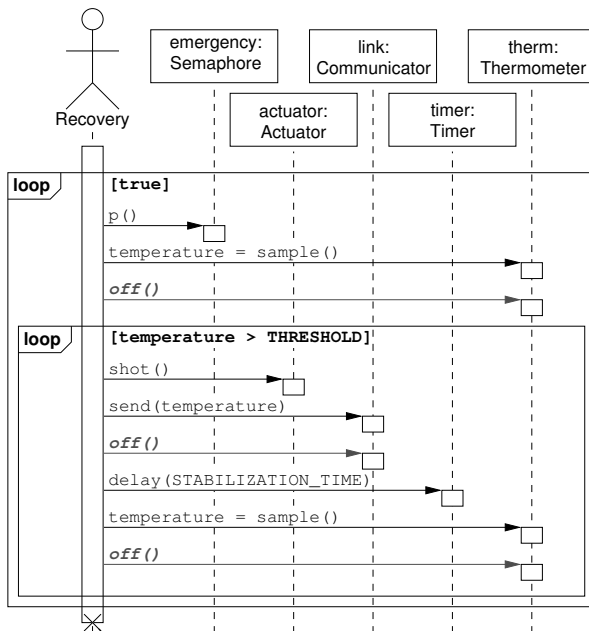 emergency:
Semaphore
link:
Communicator
therm:
Thermometer
Recovery
actuator:
Actuator
timer:
Timer
loop
[true]
p()
temperature = sample()
off()
loop
[temperature > THRESHOLD]
shot()
send(temperature)
off()
delay(STABILIZATION_TIME)
temperature = sample()
off()